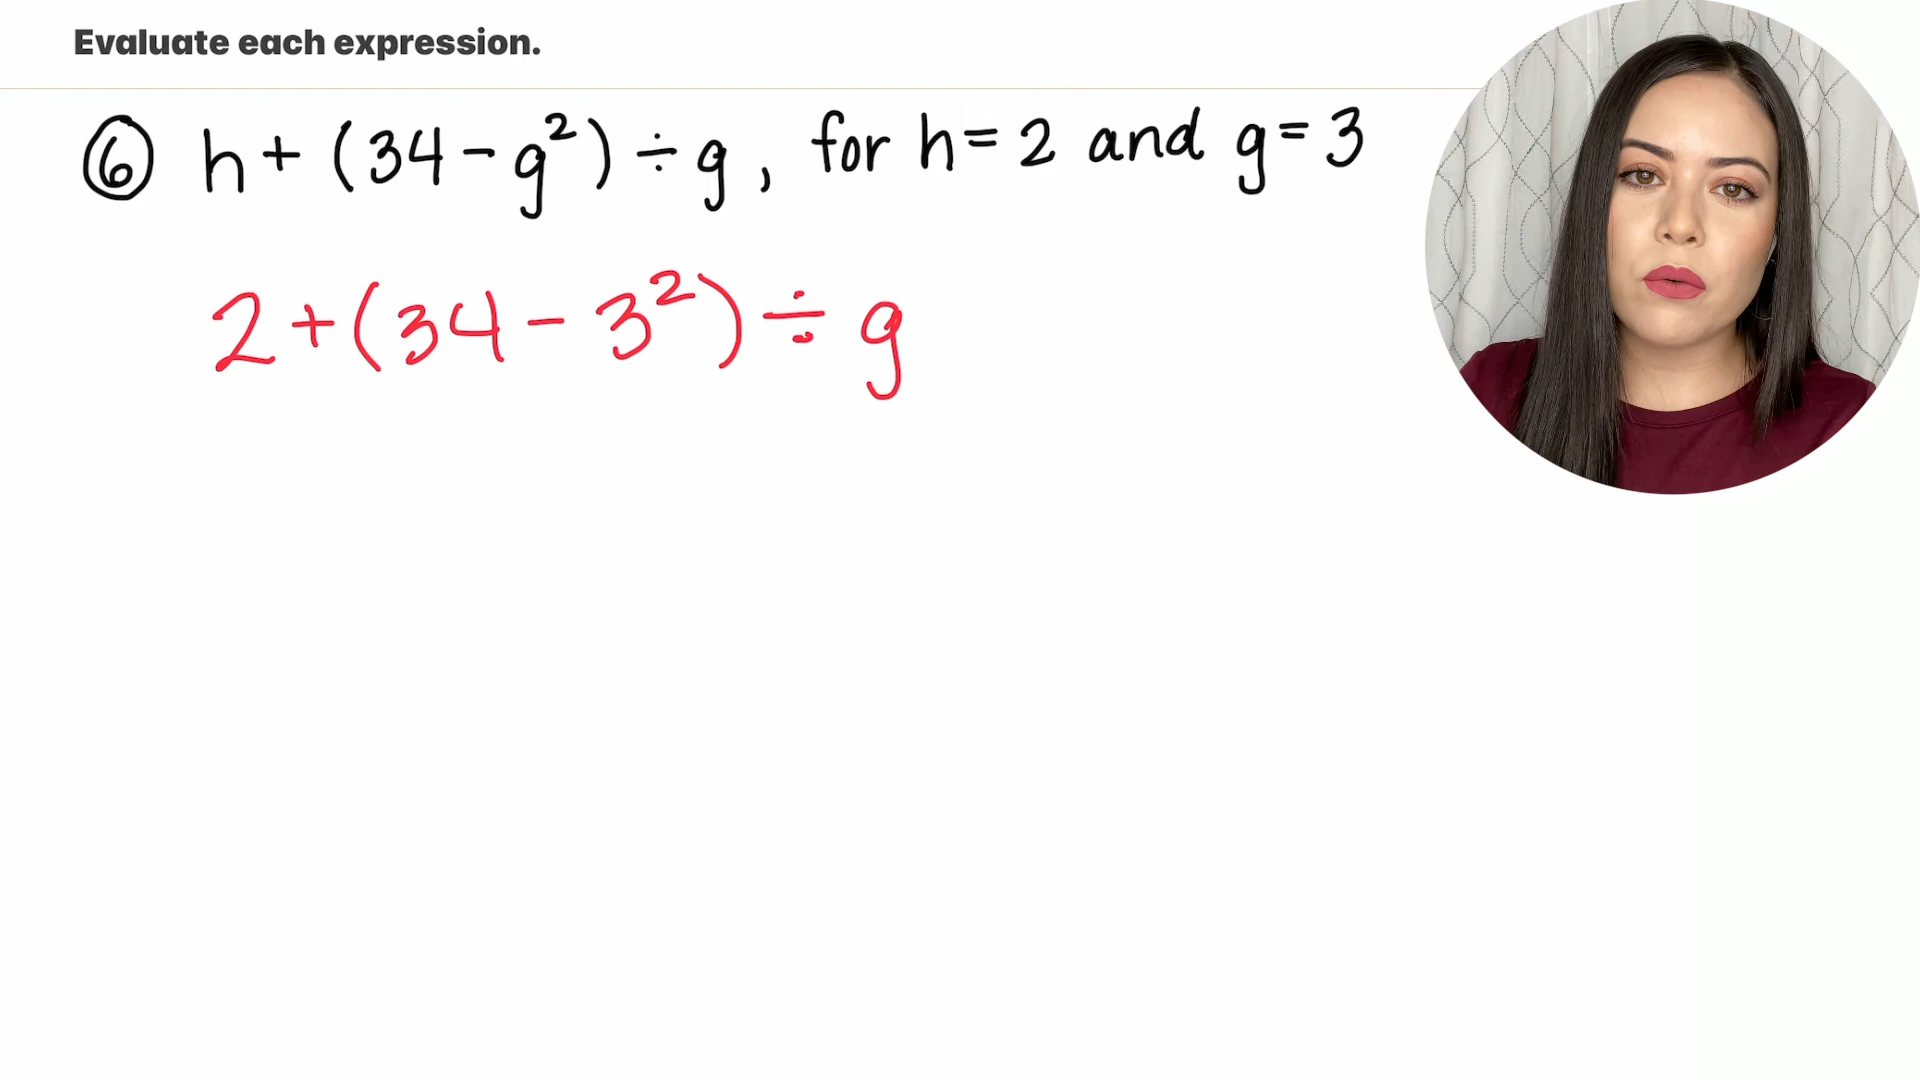 Evaluate each expression.
⑥ h + (34 - g²) ÷ g, for h = 2 and g = 3
2 + (34 - 3²) ÷ g